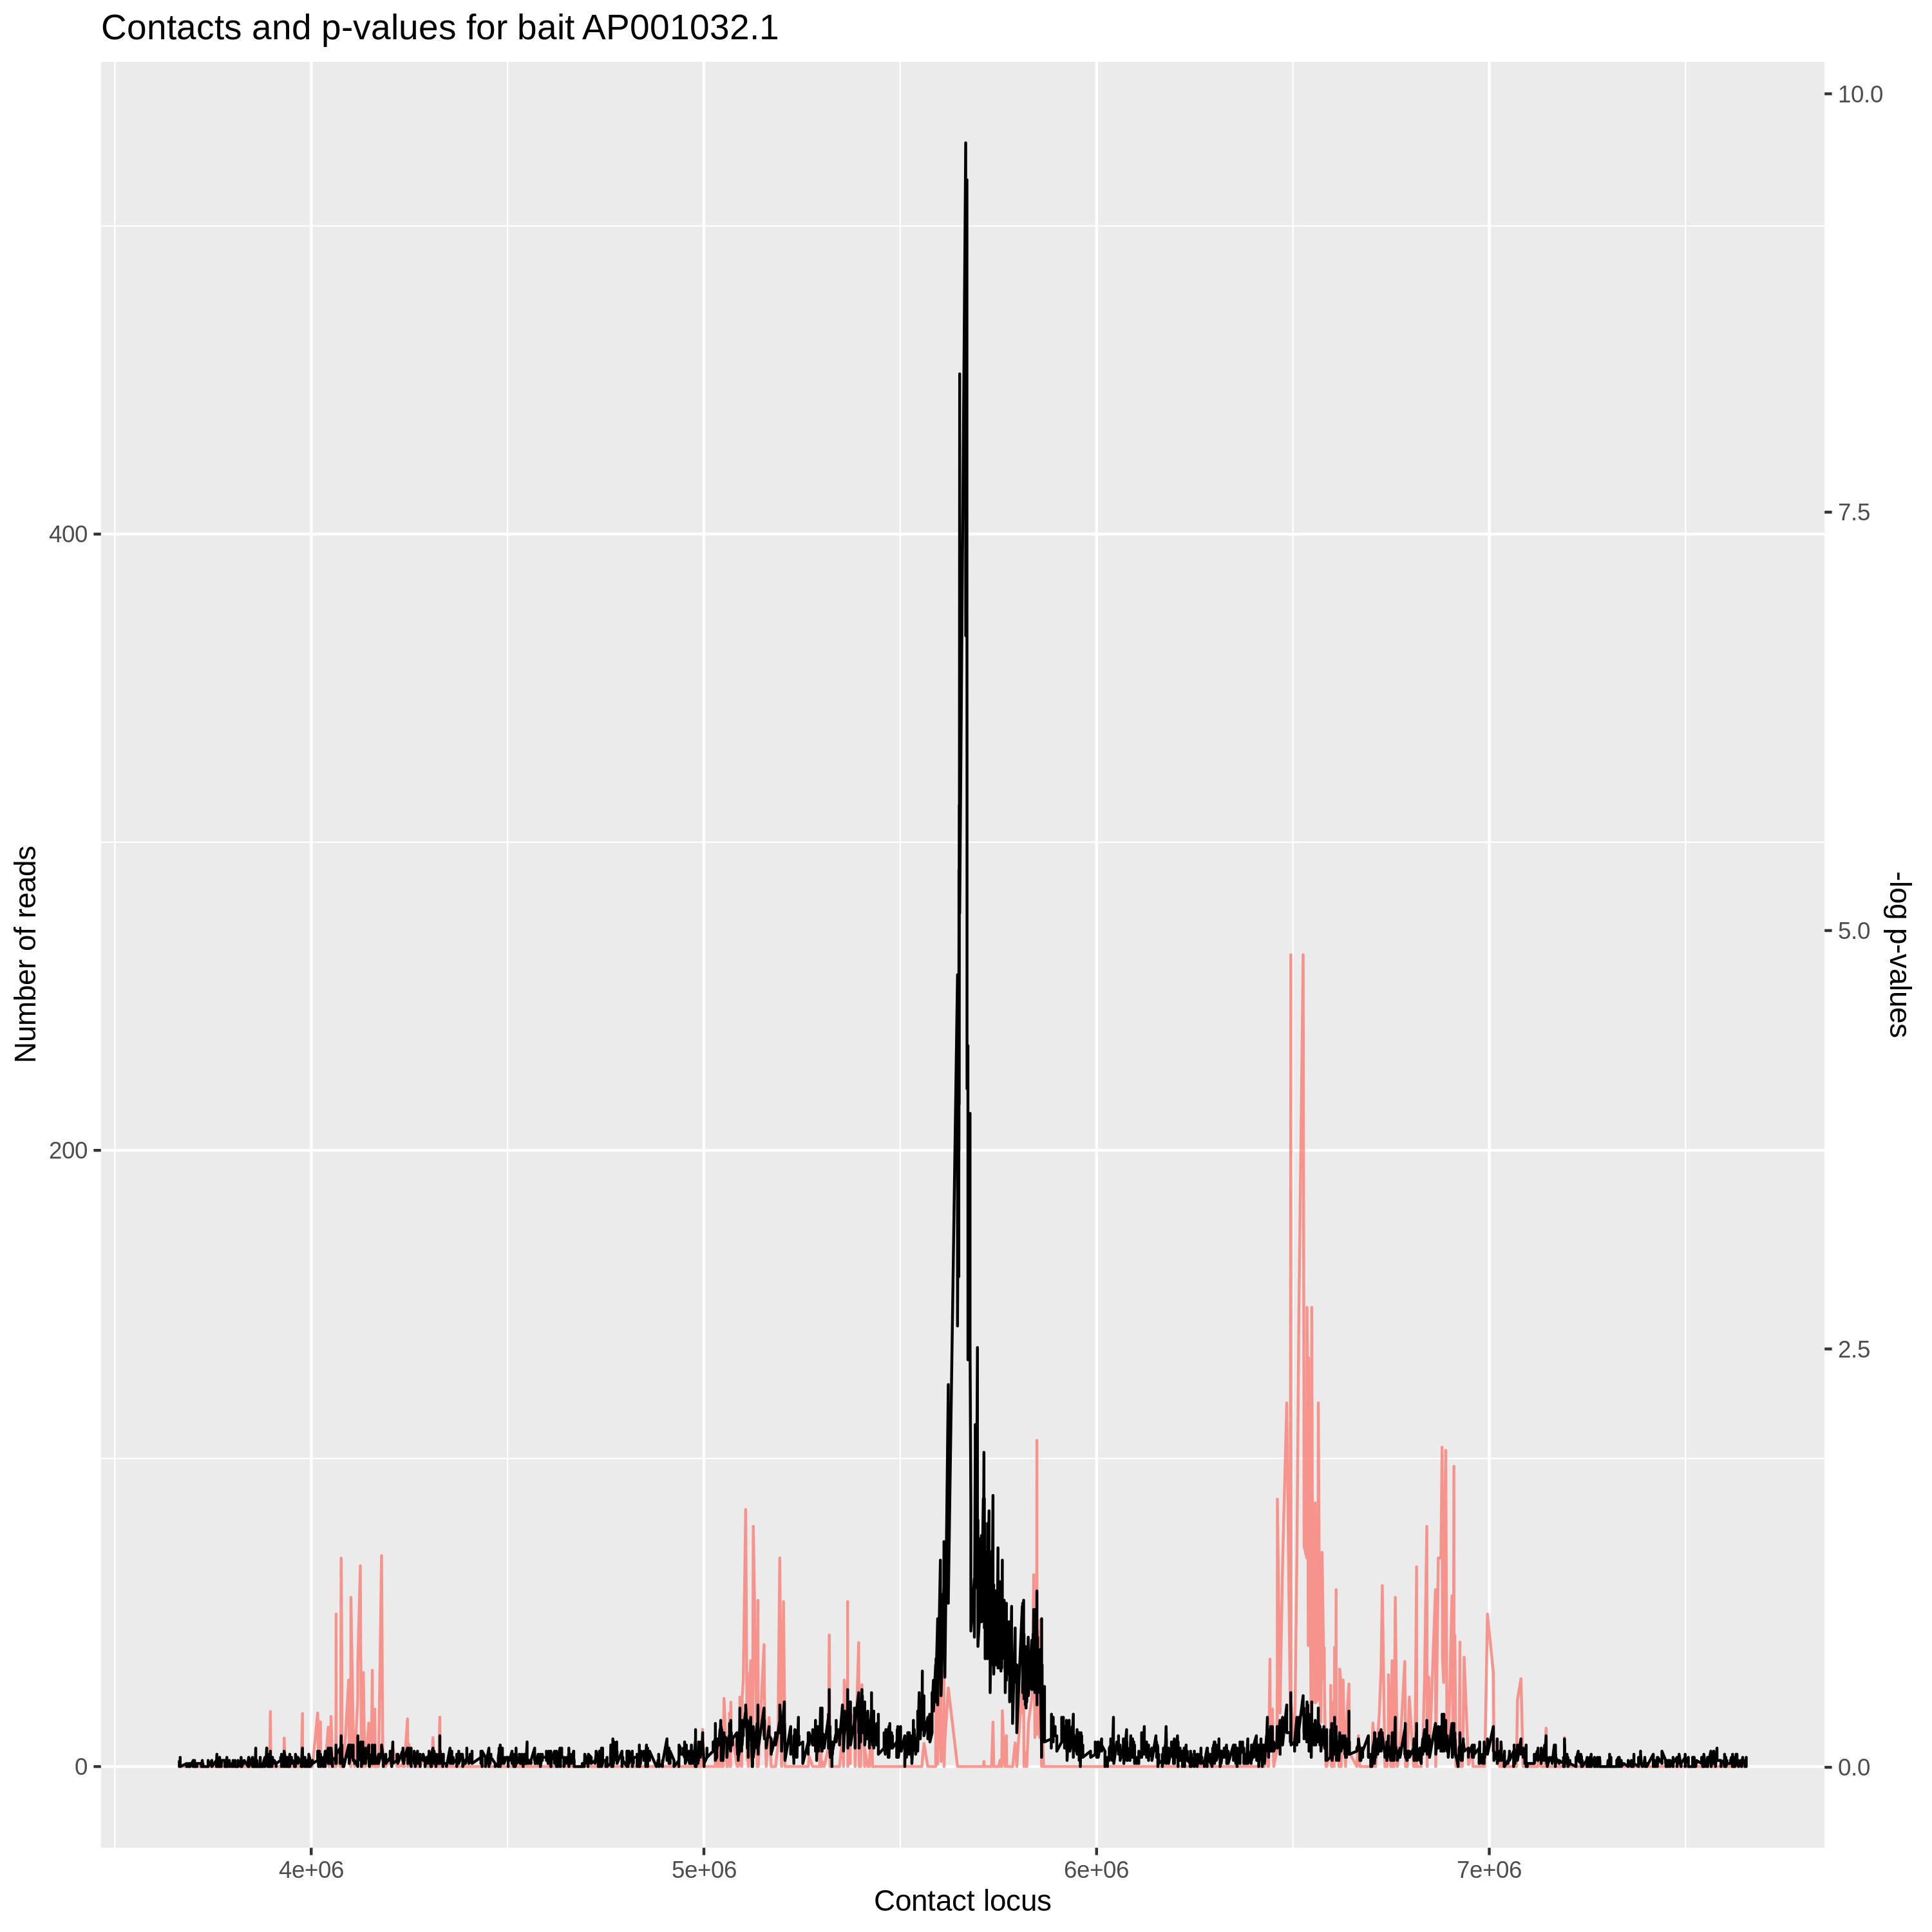 Contacts and p-values for bait AP001032.1
10.0
7.5
5.0
2.5
0.0
400
200
0
Number of reads
-log p-values
4e+06 5e+06 6e+06 7e+06
Contact locus